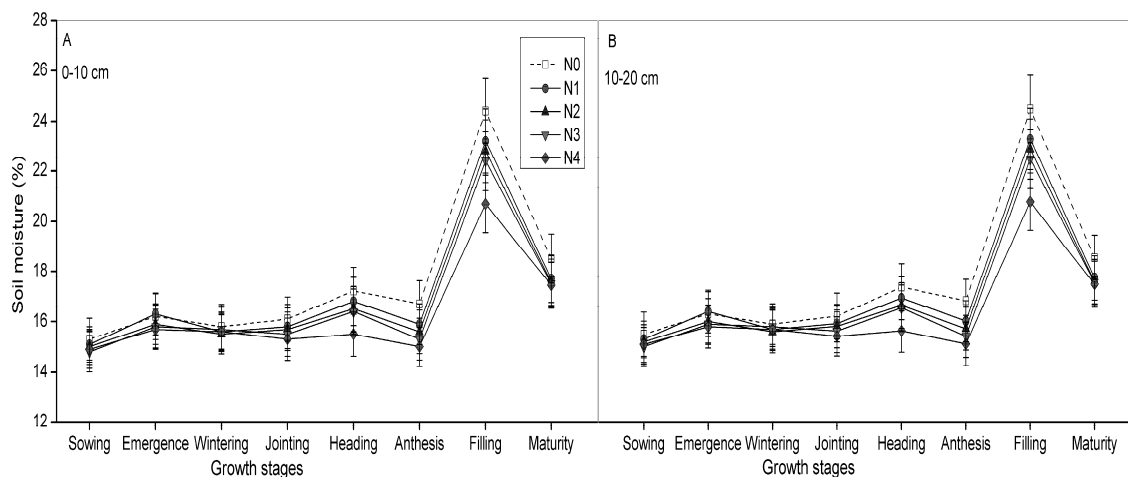 28
26
24
22
20
18
16
14
12
Soil moisture (%)
A
0-10 cm
N0
N1
N2
N3
N4
Sowing Emergence Wintering Jointing Heading Anthesis Filling Maturity
Growth stages
B
10-20 cm
Sowing Emergence Wintering Jointing Heading Anthesis Filling Maturity
Growth stages